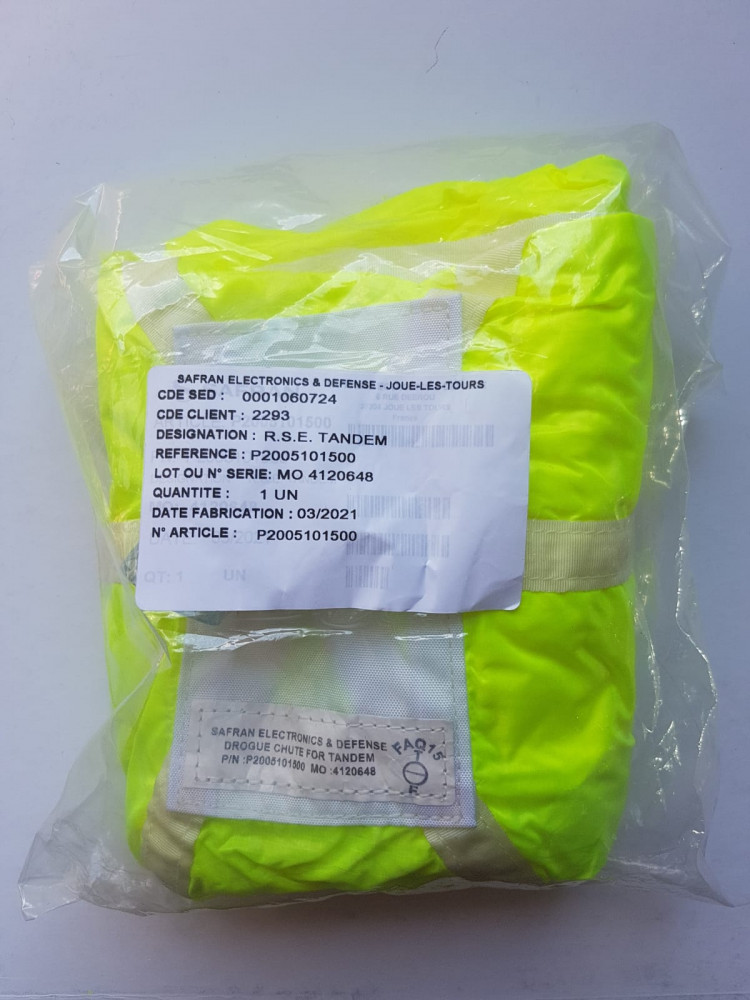 SAFRAN ELECTRONICS & DEFENSE - JOUE-LES-TOURS
CDE SED : 0001060724
CDE CLIENT : 2293
DESIGNATION : R.S.E. TANDEM
REFERENCE : P2005101500
LOT OU N° SERIE: MO 4120648
QUANTITE : 1 UN
DATE FABRICATION : 03/2021
N° ARTICLE : P2005101500
QT: 1 UN
SAFRAN ELECTRONICS & DEFENSE
DROGUE CHUTE FOR TANDEM
P/N :P2005101500 MO :4120648
FAQ15
T
F